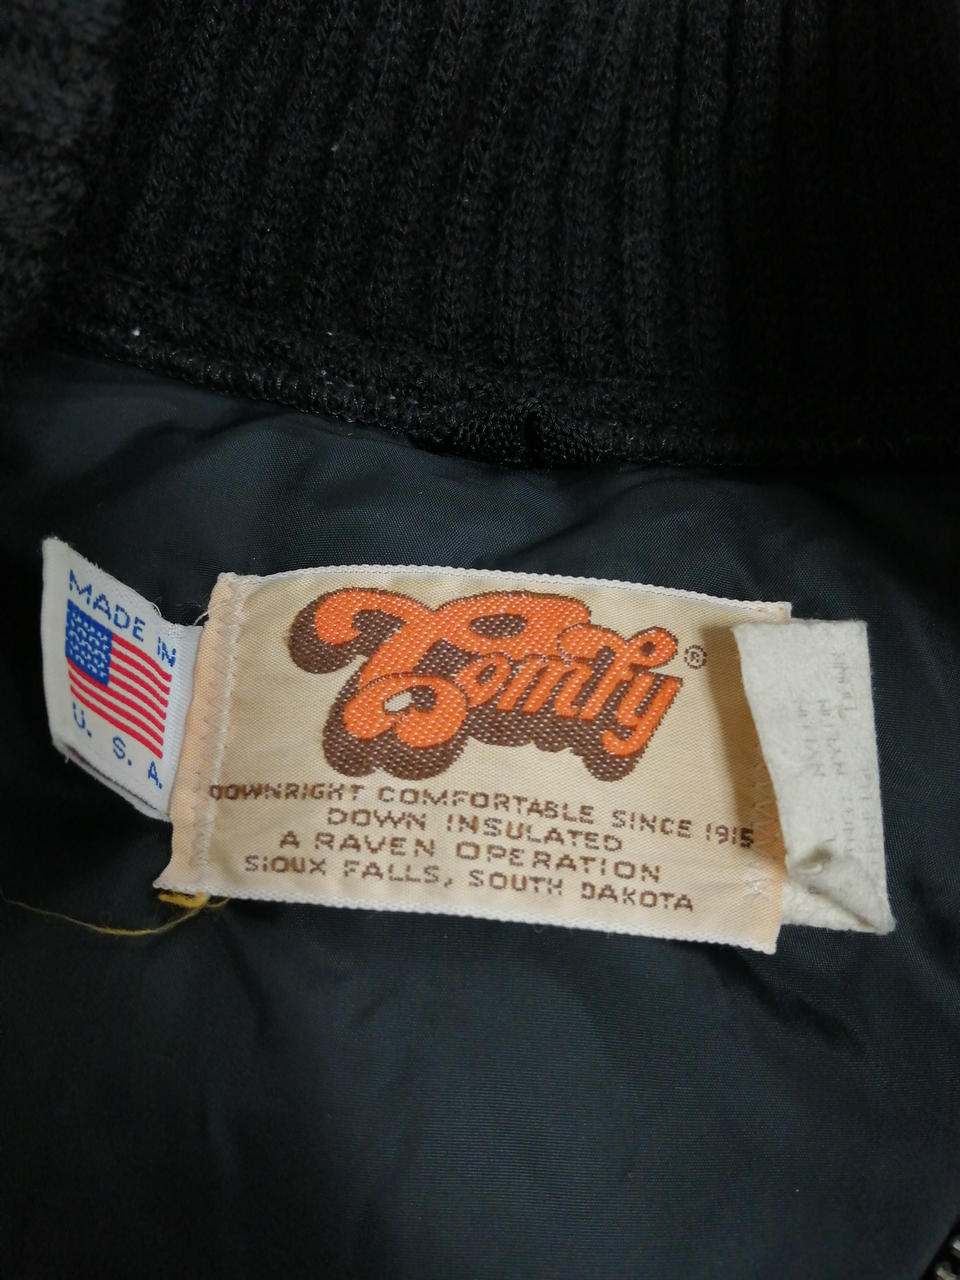 MADE IN
U. S. A.
Comfy®
DOWNRIGHT COMFORTABLE SINCE 1915
DOWN INSULATED
A RAVEN OPERATION
SIOUX FALLS, SOUTH DAKOTA